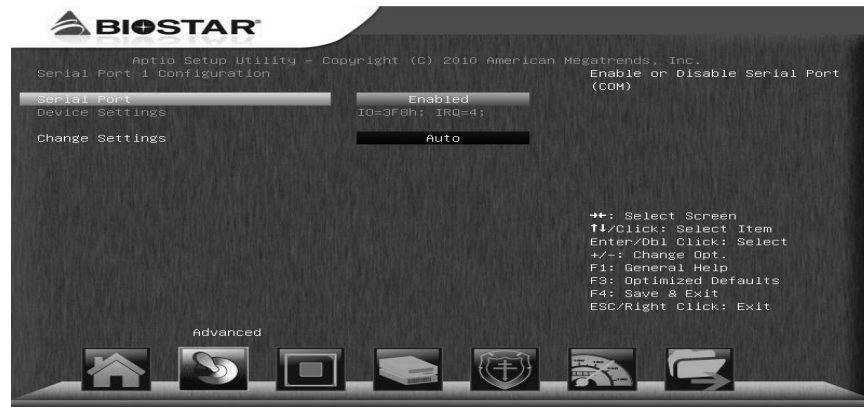 BIOSTAR
Aptio Setup Utility – Copyright (C) 2010 American Megatrends, Inc.
Serial Port 1 Configuration
Serial Port Enabled
Device Settings IO=3F8h; IRQ=4;
Change Settings Auto
Enable or Disable Serial Port
(COM)
→←: Select Screen
↑↓/Click: Select Item
Enter/Dbl Click: Select
+/-: Change Opt.
F1: General Help
F3: Optimized Defaults
F4: Save & Exit
ESC/Right Click: Exit
Advanced